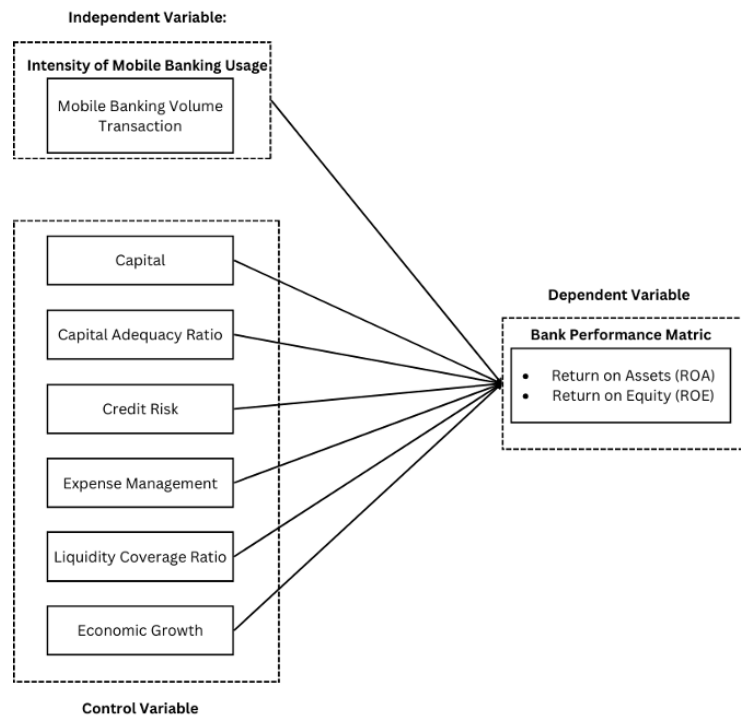 Independent Variable:
Intensity of Mobile Banking Usage
Mobile Banking Volume
Transaction
Capital
Capital Adequacy Ratio
Credit Risk
Expense Management
Liquidity Coverage Ratio
Economic Growth
Control Variable
Dependent Variable
Bank Performance Matric
• Return on Assets (ROA)
• Return on Equity (ROE)